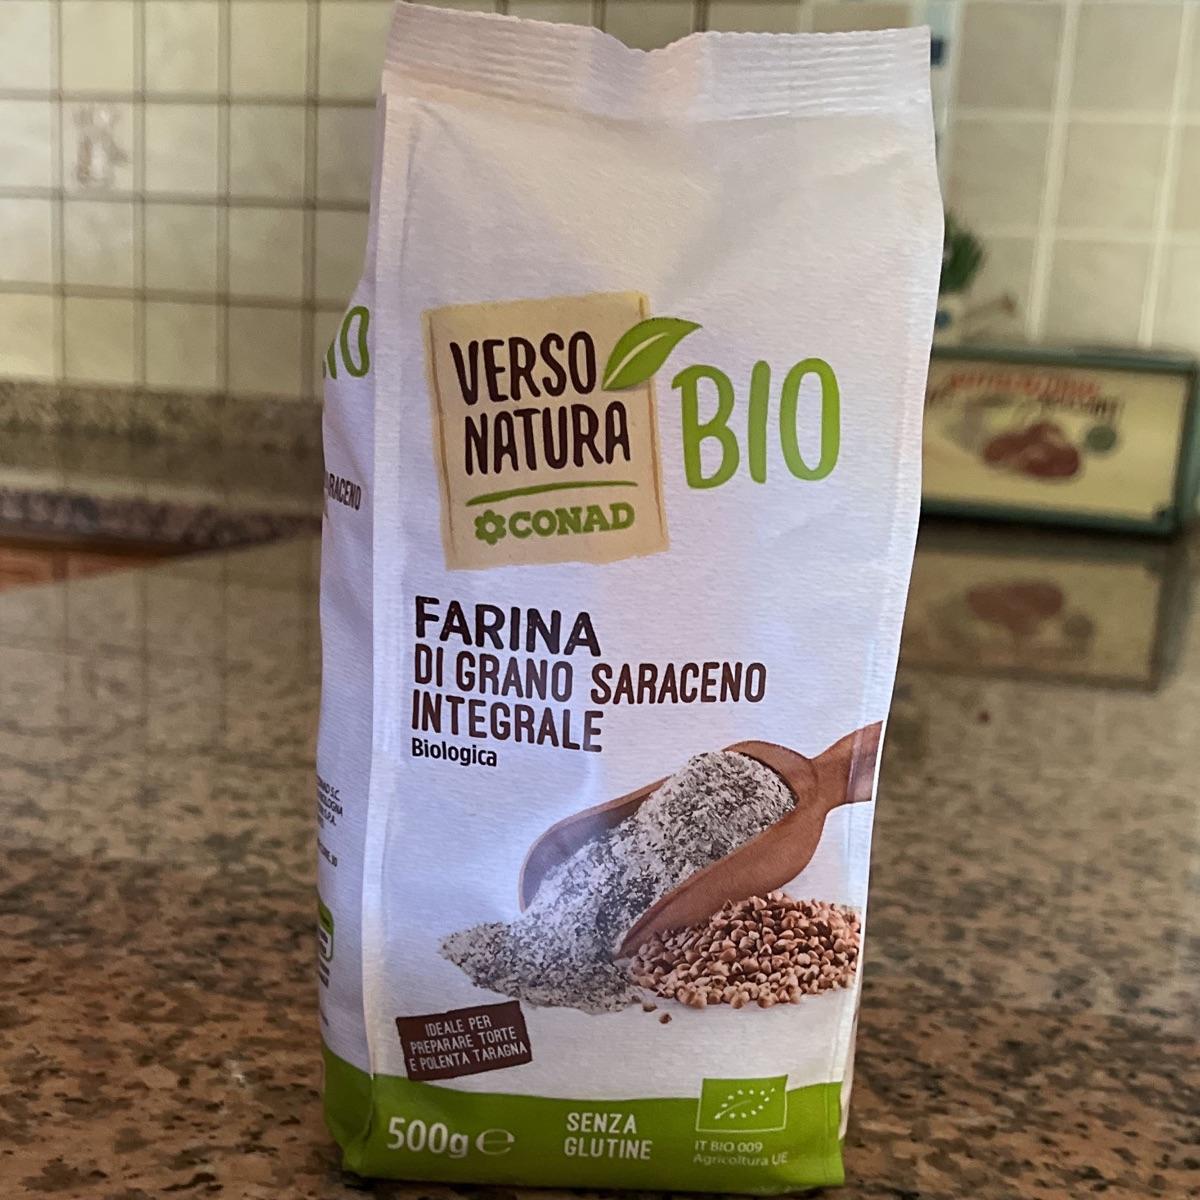 VERSO
NATURA
CONAD
BIO
FARINA
DI GRANO SARACENO
INTEGRALE
Biologica
IDEALE PER
PREPARARE TORTE
E POLENTA TARAGNA
500g ℮
SENZA
GLUTINE
IT BIO 009
Agricoltura UE